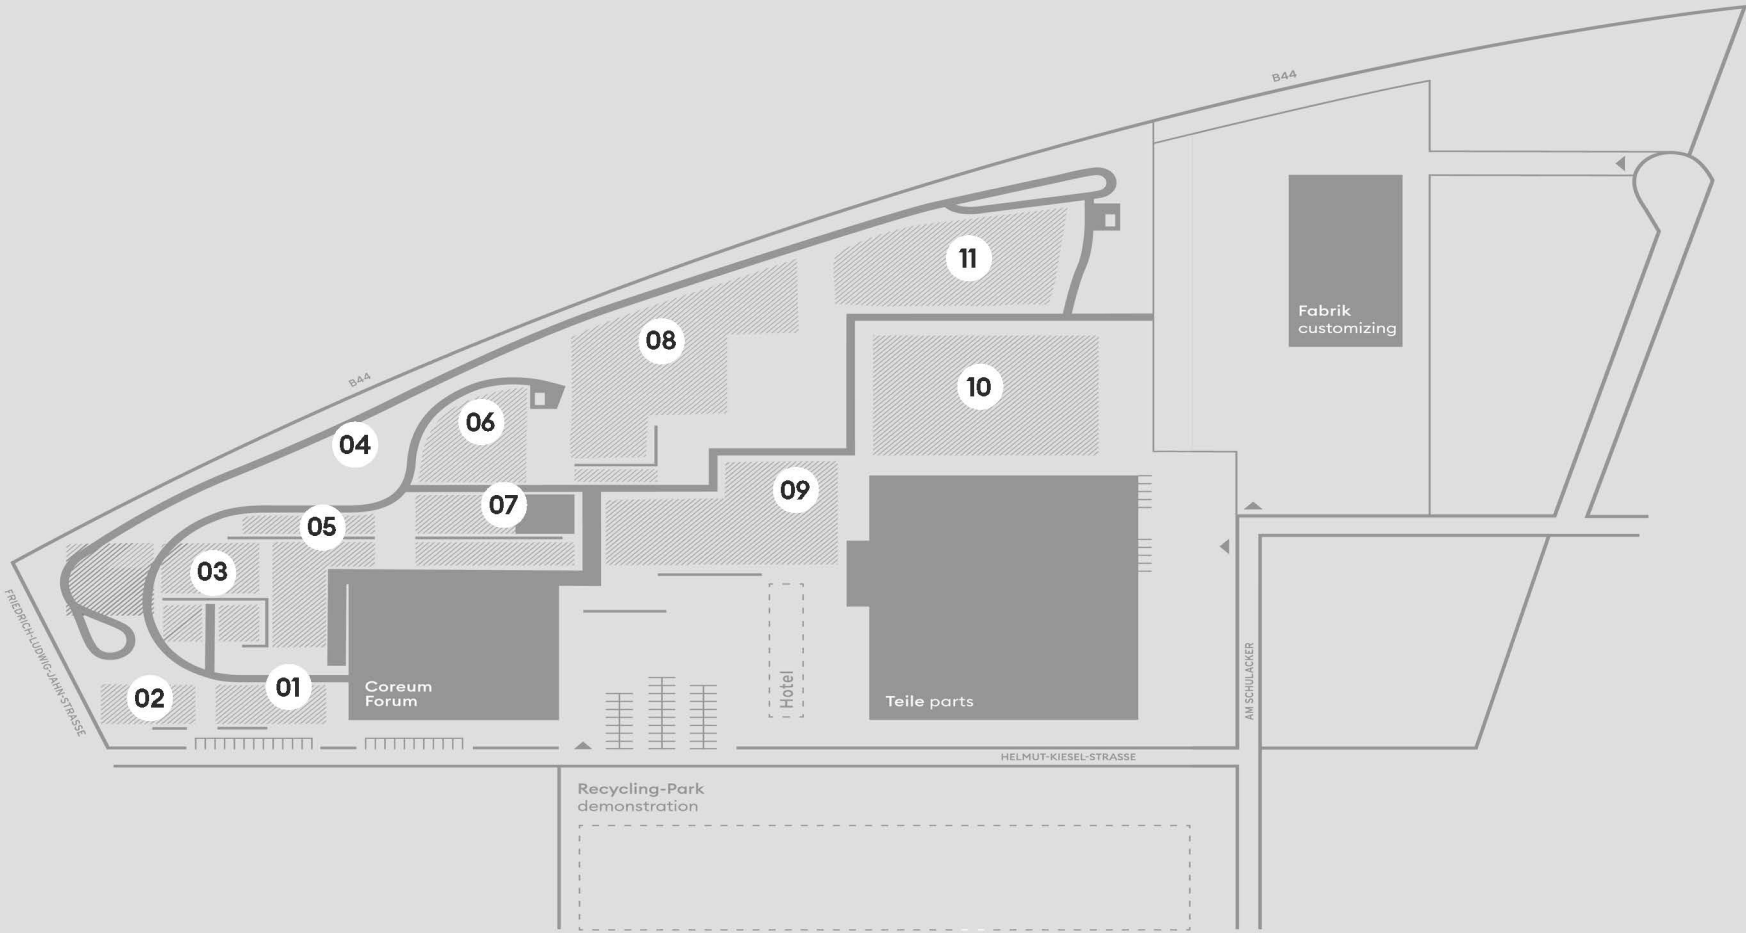 B44
B44
11
Fabrik
customizing
08
10
06
04
09
07
05
03
Coreum
Forum
Hotel
Teile parts
01
02
FRIEDRICH-LUDWIG-JAHN-STRASSE
AM SCHULACKER
HELMUT-KIESEL-STRASSE
Recycling-Park
demonstration